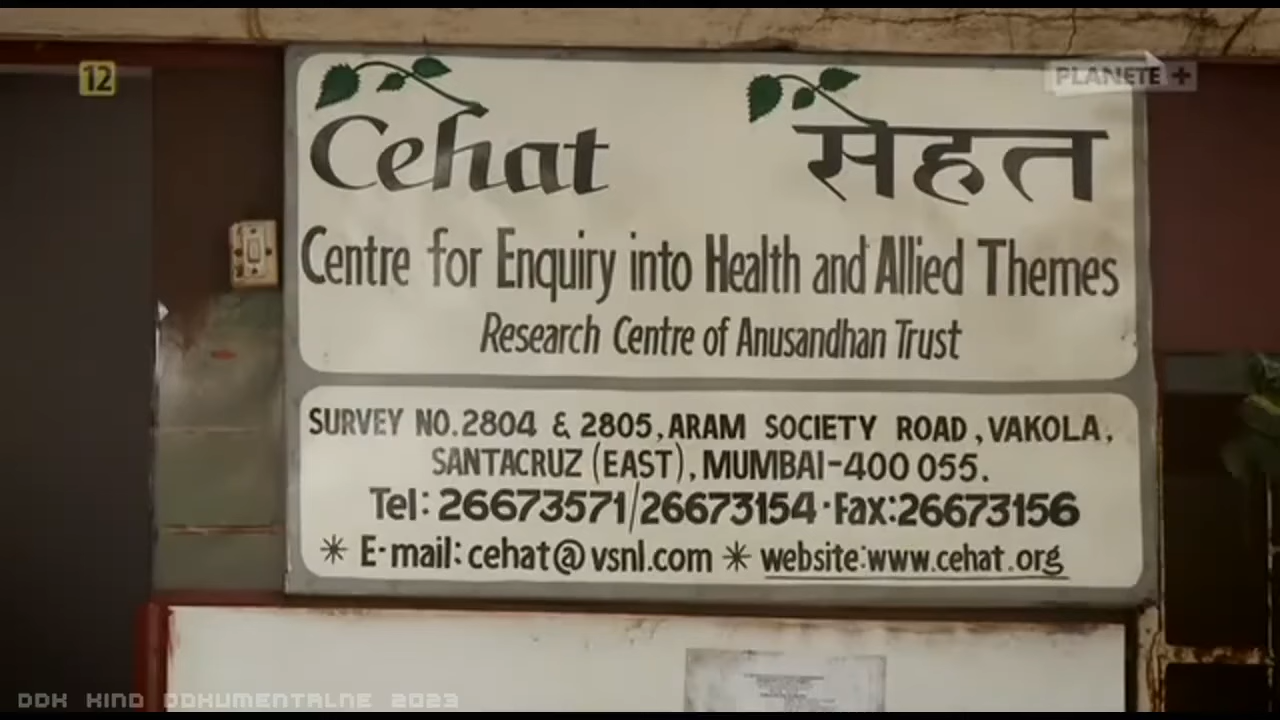 12
PLANETE +
Cehat सेहत
Centre for Enquiry into Health and Allied Themes
Research Centre of Anusandhan Trust
SURVEY NO.2804 & 2805, ARAM SOCIETY ROAD, VAKOLA,
SANTACRUZ (EAST), MUMBAI-400 055.
Tel: 26673571/26673154 · Fax:26673156
✳ E-mail: cehat@vsnl.com ✳ website:www.cehat.org
DDK KINO DOKUMENTALNE 2023